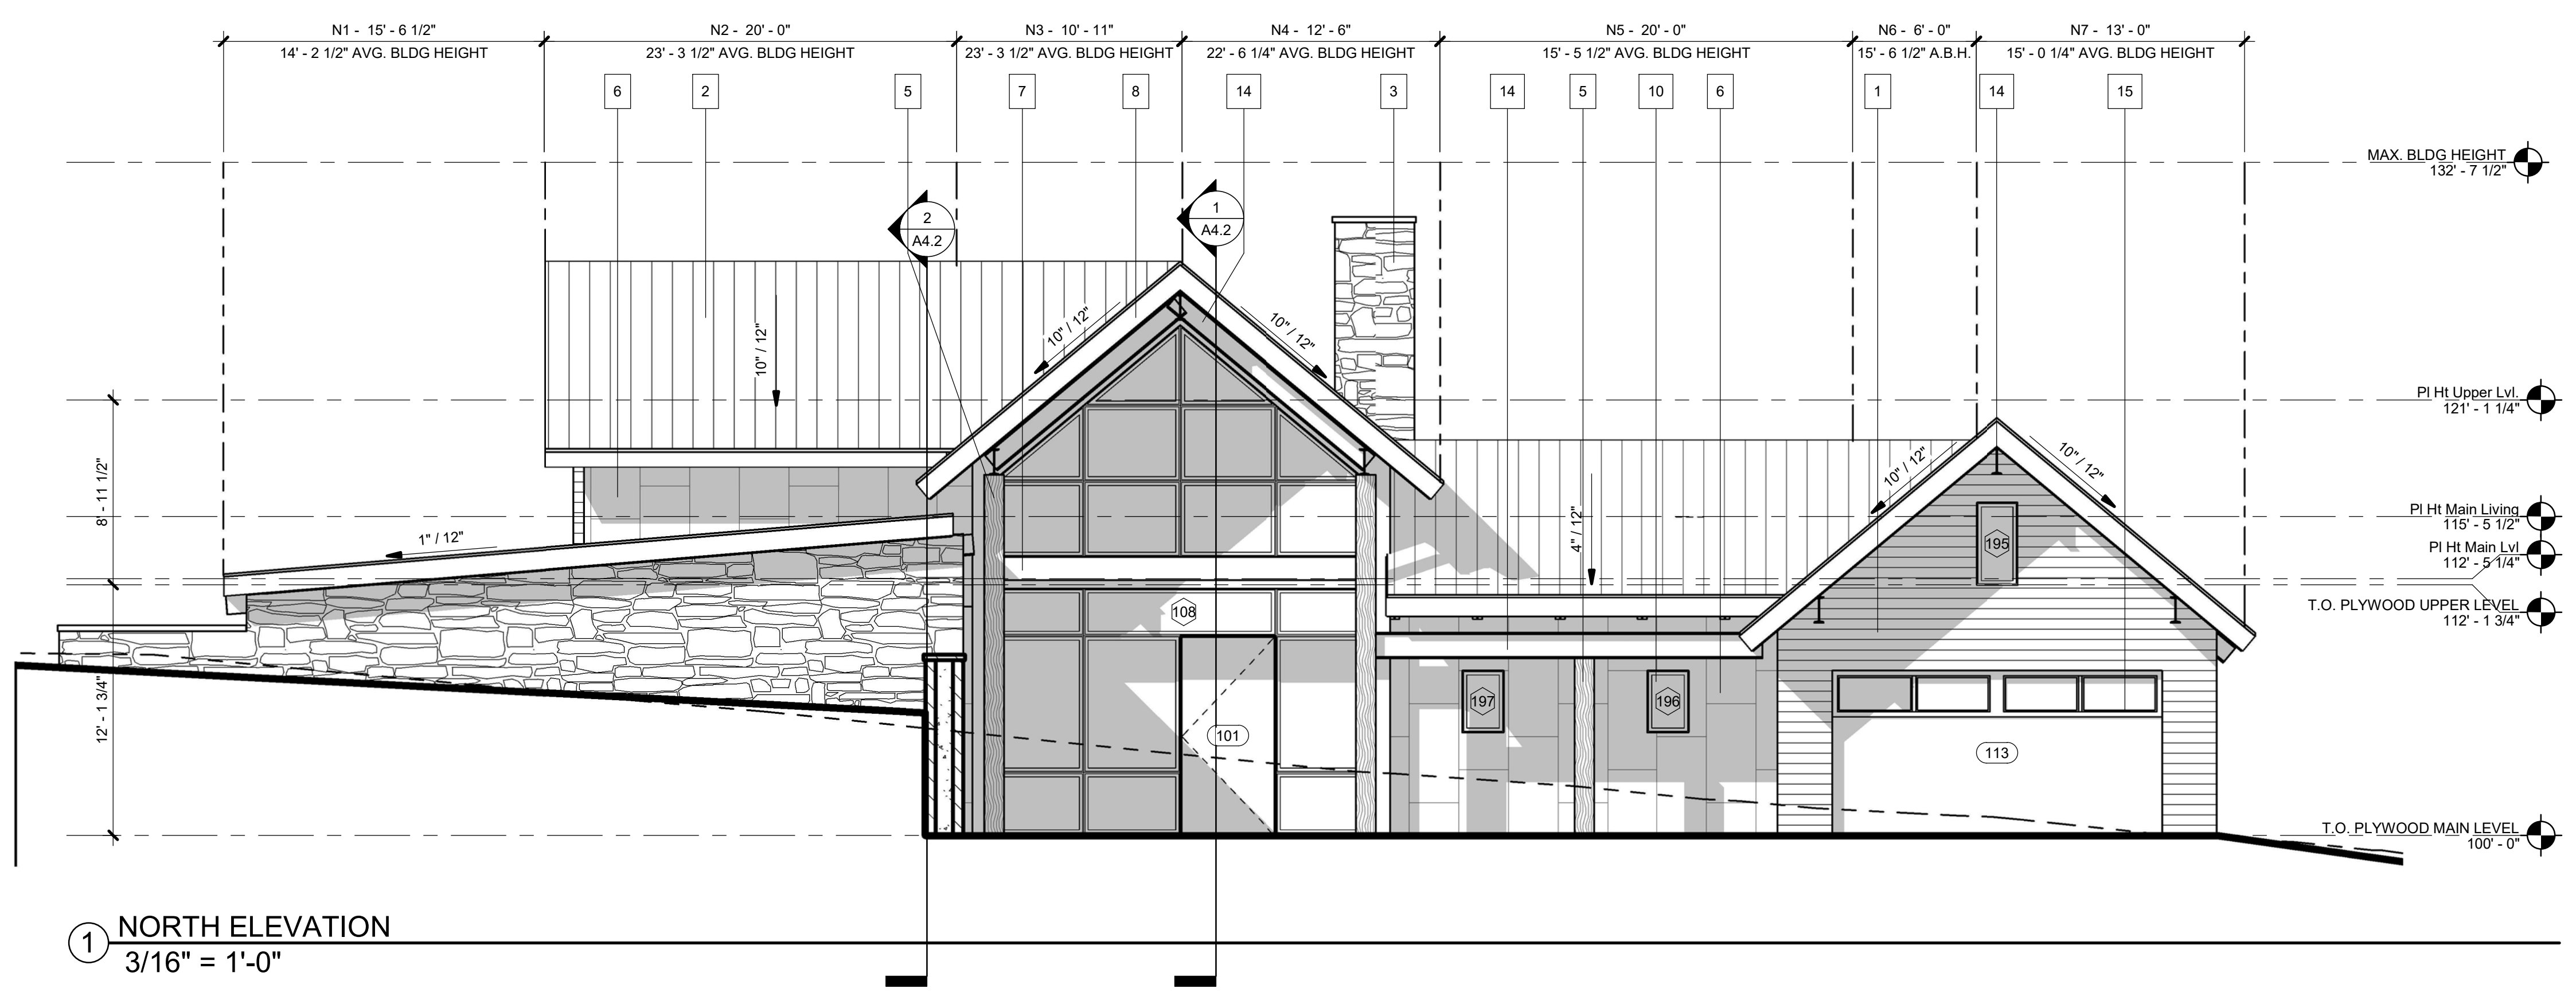 N1 - 15' - 6 1/2"
N2 - 20' - 0"
N3 - 10' - 11"
N4 - 12' - 6"
N5 - 20' - 0"
N6 - 6' - 0"
N7 - 13' - 0"
14' - 2 1/2" AVG. BLDG HEIGHT
23' - 3 1/2" AVG. BLDG HEIGHT
23' - 3 1/2" AVG. BLDG HEIGHT
22' - 6 1/4" AVG. BLDG HEIGHT
15' - 5 1/2" AVG. BLDG HEIGHT
15' - 6 1/2" A.B.H.
15' - 0 1/4" AVG. BLDG HEIGHT
6
2
5
7
8
14
3
14
5
10
6
1
14
15
MAX. BLDG HEIGHT
132' - 7 1/2"
2
A4.2
1
A4.2
10" / 12"
10" / 12"
10" / 12"
Pl Ht Upper Lvl.
121' - 1 1/4"
10" / 12"
10" / 12"
8' - 11 1/2"
1" / 12"
4" / 12"
195
Pl Ht Main Living
115' - 5 1/2"
Pl Ht Main Lvl
112' - 5 1/4"
T.O. PLYWOOD UPPER LEVEL
112' - 1 3/4"
108
12' - 1 3/4"
197
196
101
113
T.O. PLYWOOD MAIN LEVEL
100' - 0"
1
NORTH ELEVATION
3/16" = 1'-0"